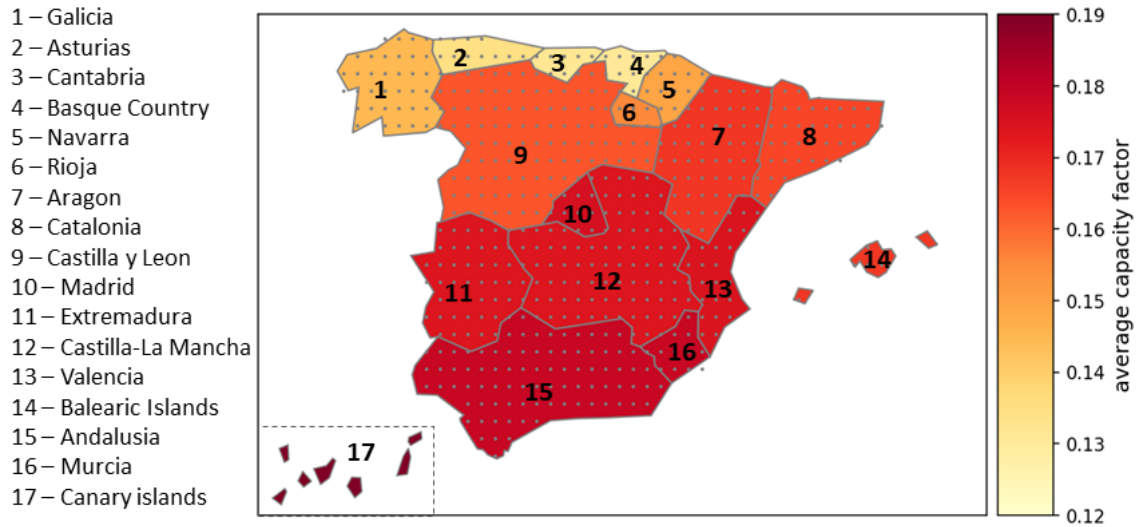 1 – Galicia
2 – Asturias
3 – Cantabria
4 – Basque Country
5 – Navarra
6 – Rioja
7 – Aragon
8 – Catalonia
9 – Castilla y Leon
10 – Madrid
11 – Extremadura
12 – Castilla-La Mancha
13 – Valencia
14 – Balearic Islands
15 – Andalusia
16 – Murcia
17 – Canary islands
1
2
3
4
5
6
7
8
9
10
11
12
13
14
15
16
17
0.19
0.18
0.17
0.16
0.15
0.14
0.13
0.12
average capacity factor